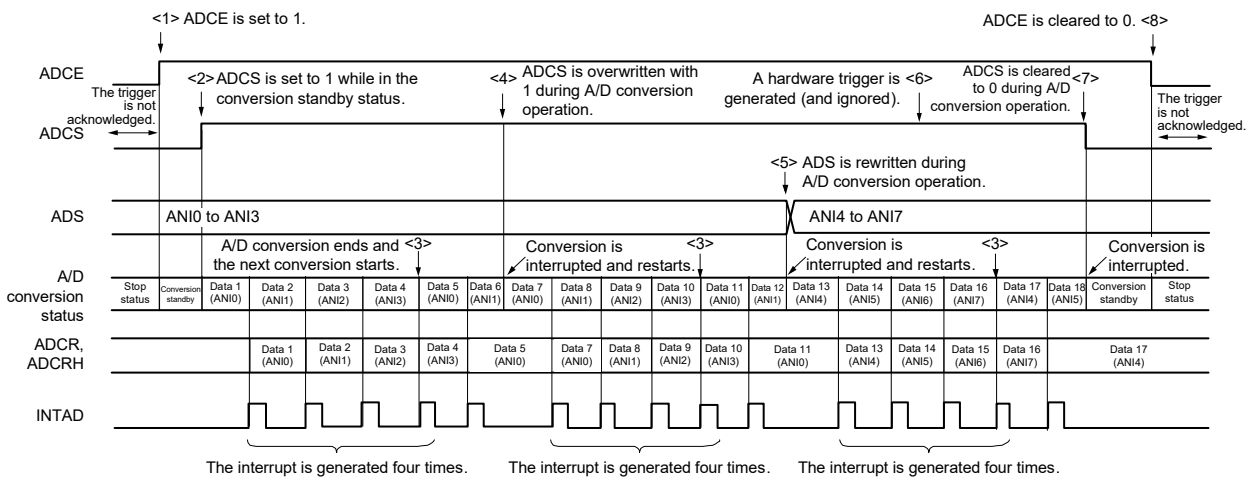 <1> ADCE is set to 1.
ADCE is cleared to 0. <8>
ADCE
The trigger
is not
acknowledged.
<2> ADCS is set to 1 while in the
conversion standby status.
<4> ADCS is overwritten with
1 during A/D conversion
operation.
A hardware trigger is <6>
generated (and ignored).
ADCS is cleared <7>
to 0 during A/D
conversion operation.
The trigger
is not
acknowledged.
ADCS
<5> ADS is rewritten during
A/D conversion operation.
ADS
ANI0 to ANI3
ANI4 to ANI7
A/D conversion ends and <3>
the next conversion starts.
Conversion is <3>
interrupted and restarts.
Conversion is <3>
interrupted and restarts.
Conversion is
interrupted.
A/D
conversion
status
Stop
status
Conversion
standby
Data 1
(ANI0)
Data 2
(ANI1)
Data 3
(ANI2)
Data 4
(ANI3)
Data 5
(ANI0)
Data 6
(ANI1)
Data 7
(ANI0)
Data 8
(ANI1)
Data 9
(ANI2)
Data 10
(ANI3)
Data 11
(ANI0)
Data 12
(ANI1)
Data 13
(ANI4)
Data 14
(ANI5)
Data 15
(ANI6)
Data 16
(ANI7)
Data 17
(ANI4)
Data 18
(ANI5)
Conversion
standby
Stop
status
ADCR,
ADCRH
Data 1
(ANI0)
Data 2
(ANI1)
Data 3
(ANI2)
Data 4
(ANI3)
Data 5
(ANI0)
Data 7
(ANI0)
Data 8
(ANI1)
Data 9
(ANI2)
Data 10
(ANI3)
Data 11
(ANI0)
Data 13
(ANI4)
Data 14
(ANI5)
Data 15
(ANI6)
Data 16
(ANI7)
Data 17
(ANI4)
INTAD
The interrupt is generated four times.
The interrupt is generated four times.
The interrupt is generated four times.